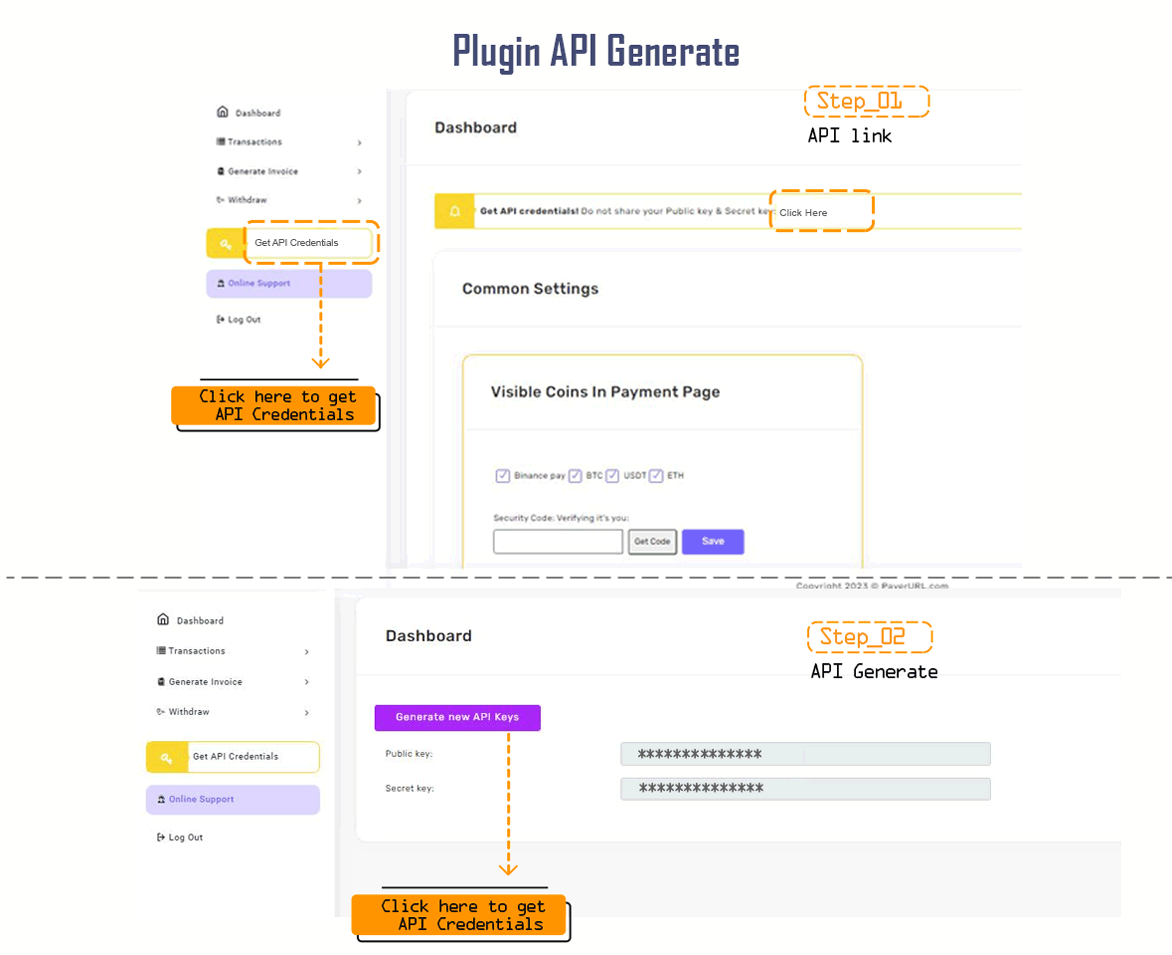 Plugin API Generate
Step_01
API link
Dashboard
Transactions
Generate Invoice
Withdraw
Get API Credentials
Online Support
Log Out
Click here to get
API Credentials
Dashboard
Get API credentials! Do not share your Public key & Secret key: Click Here
Common Settings
Visible Coins In Payment Page
Binance pay BTC USDT ETH
Security Code: Verifying it's you:
Get Code Save
Copyright 2023 © PayerURL.com
Dashboard
Transactions
Generate Invoice
Withdraw
Get API Credentials
Online Support
Log Out
Dashboard
Step_02
API Generate
Generate new API Keys
Public key: **************
Secret key: **************
Click here to get
API Credentials